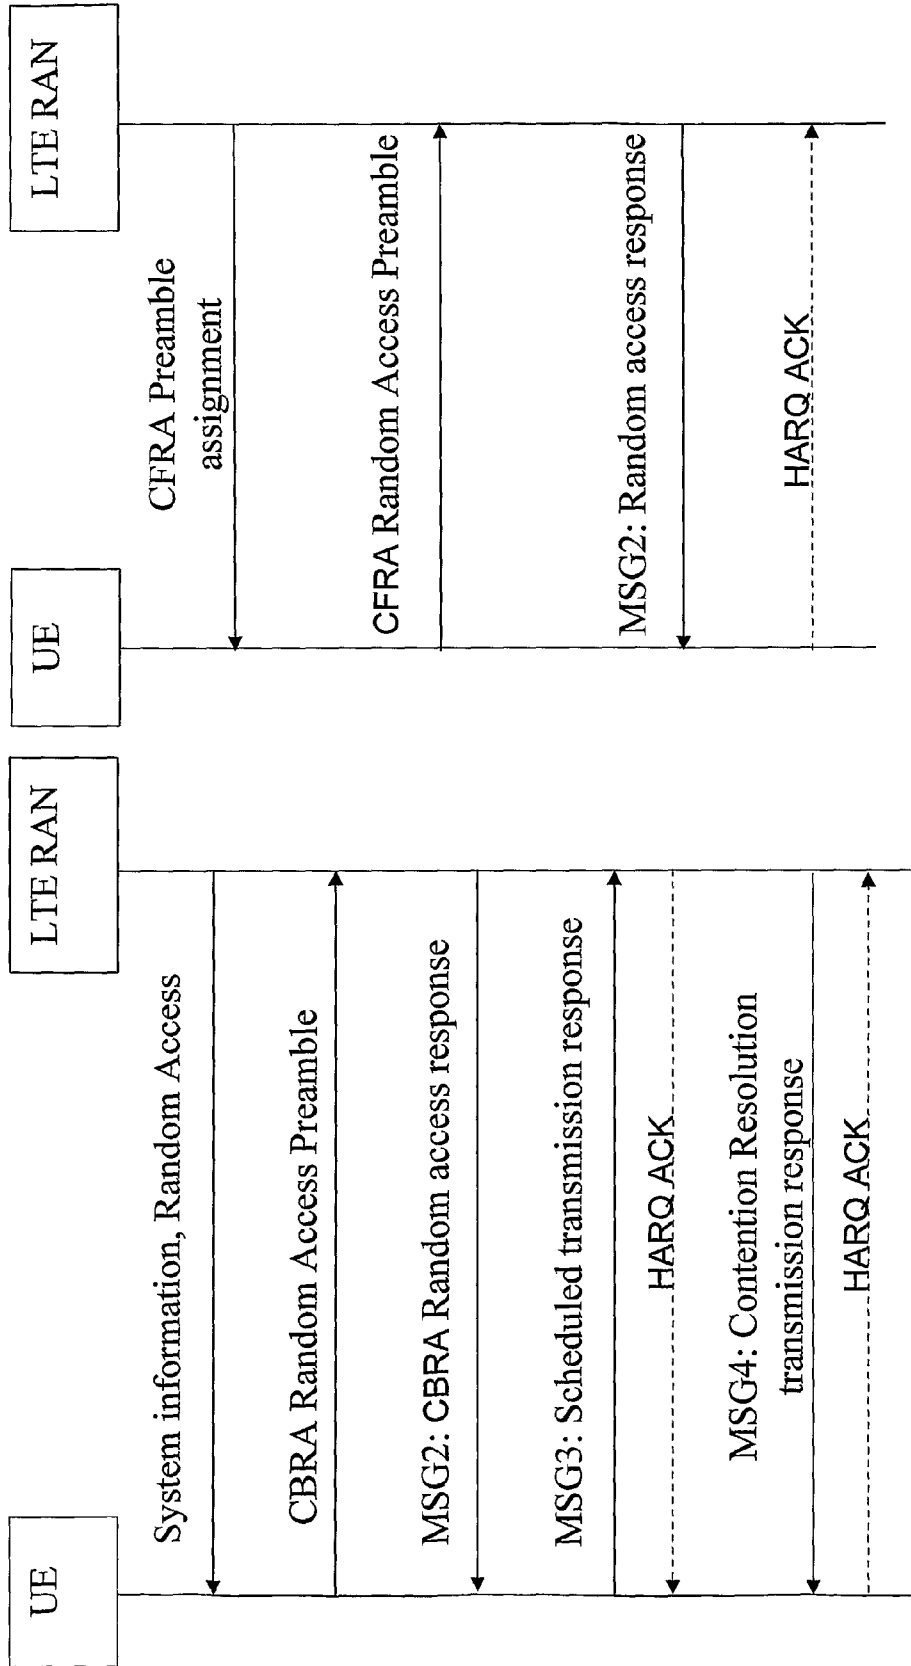 UE
LTE RAN
System information, Random Access
CBRA Random Access Preamble
MSG2: CBRA Random access response
MSG3: Scheduled transmission response
HARQ ACK
MSG4: Contention Resolution
transmission response
HARQ ACK
UE
LTE RAN
CFRA Preamble
assignment
CFRA Random Access Preamble
MSG2: Random access response
HARQ ACK